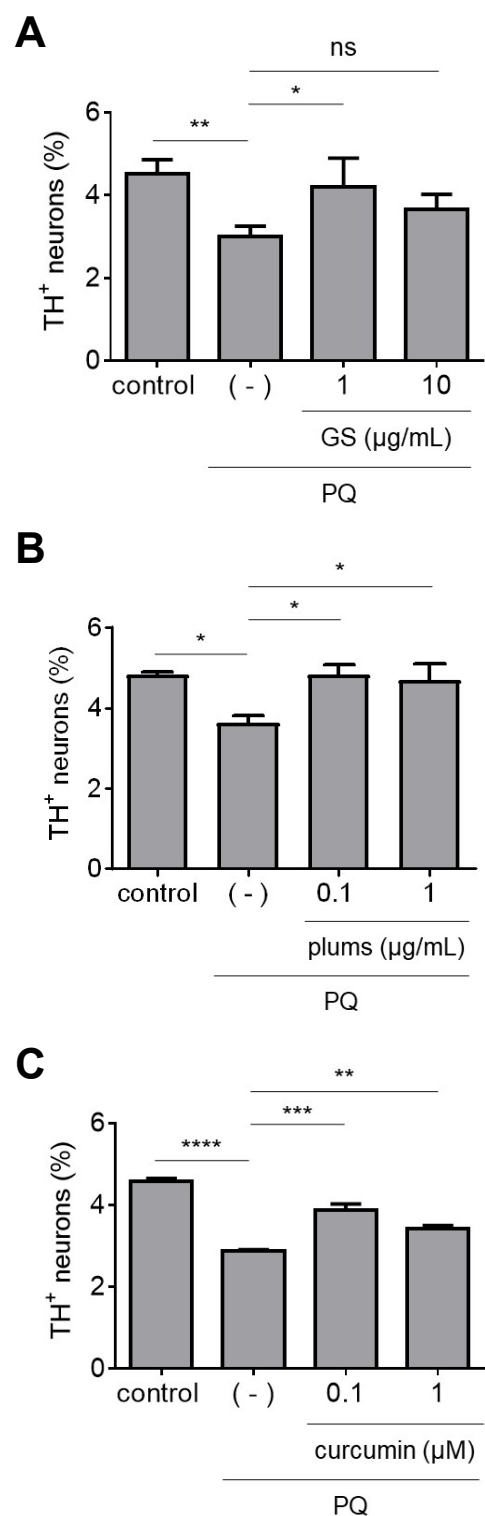 A
ns
*
**
TH⁺ neurons (%)
6
4
2
0
control ( - ) 1 10
GS (µg/mL)
PQ
B
*
*
*
TH⁺ neurons (%)
6
4
2
0
control ( - ) 0.1 1
plums (µg/mL)
PQ
C
**
***
****
TH⁺ neurons (%)
6
4
2
0
control ( - ) 0.1 1
curcumin (µM)
PQ